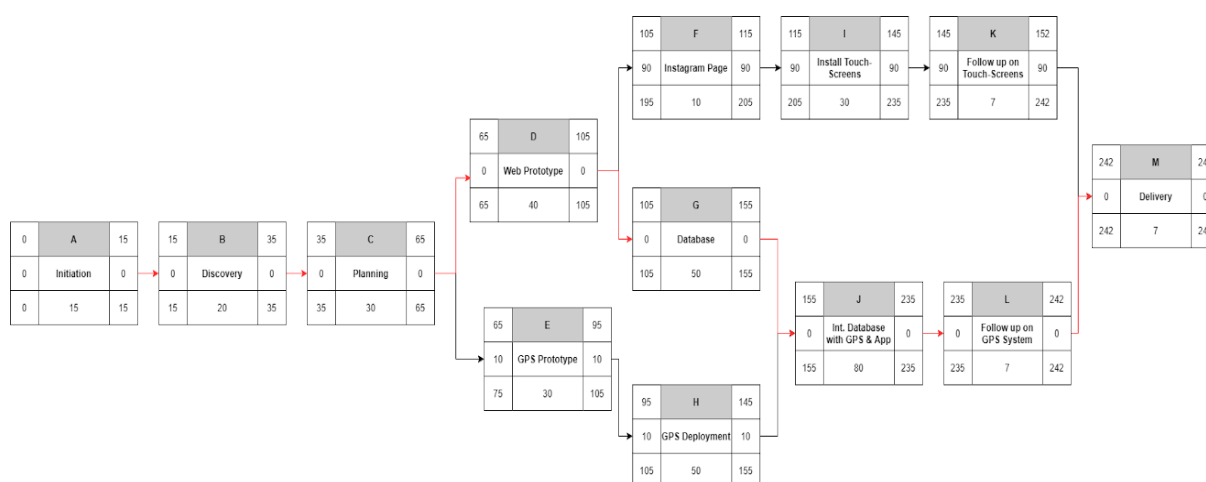 0 A 15
0 Initiation 0
0 15 15
15 B 35
0 Discovery 0
15 20 35
35 C 65
0 Planning 0
35 30 65
65 D 105
0 Web Prototype 0
65 40 105
65 E 95
10 GPS Prototype 10
75 30 105
105 F 115
90 Instagram Page 90
195 10 205
105 G 155
0 Database 0
105 50 155
95 H 145
10 GPS Deployment 10
105 50 155
115 I 145
90 Install Touch- 90
Screens
205 30 235
155 J 235
0 Int. Database 0
with GPS & App
155 80 235
145 K 152
90 Follow up on 90
Touch-Screens
235 7 242
235 L 242
0 Follow up on 0
GPS System
235 7 242
242 M 24
0 Delivery 0
242 7 24